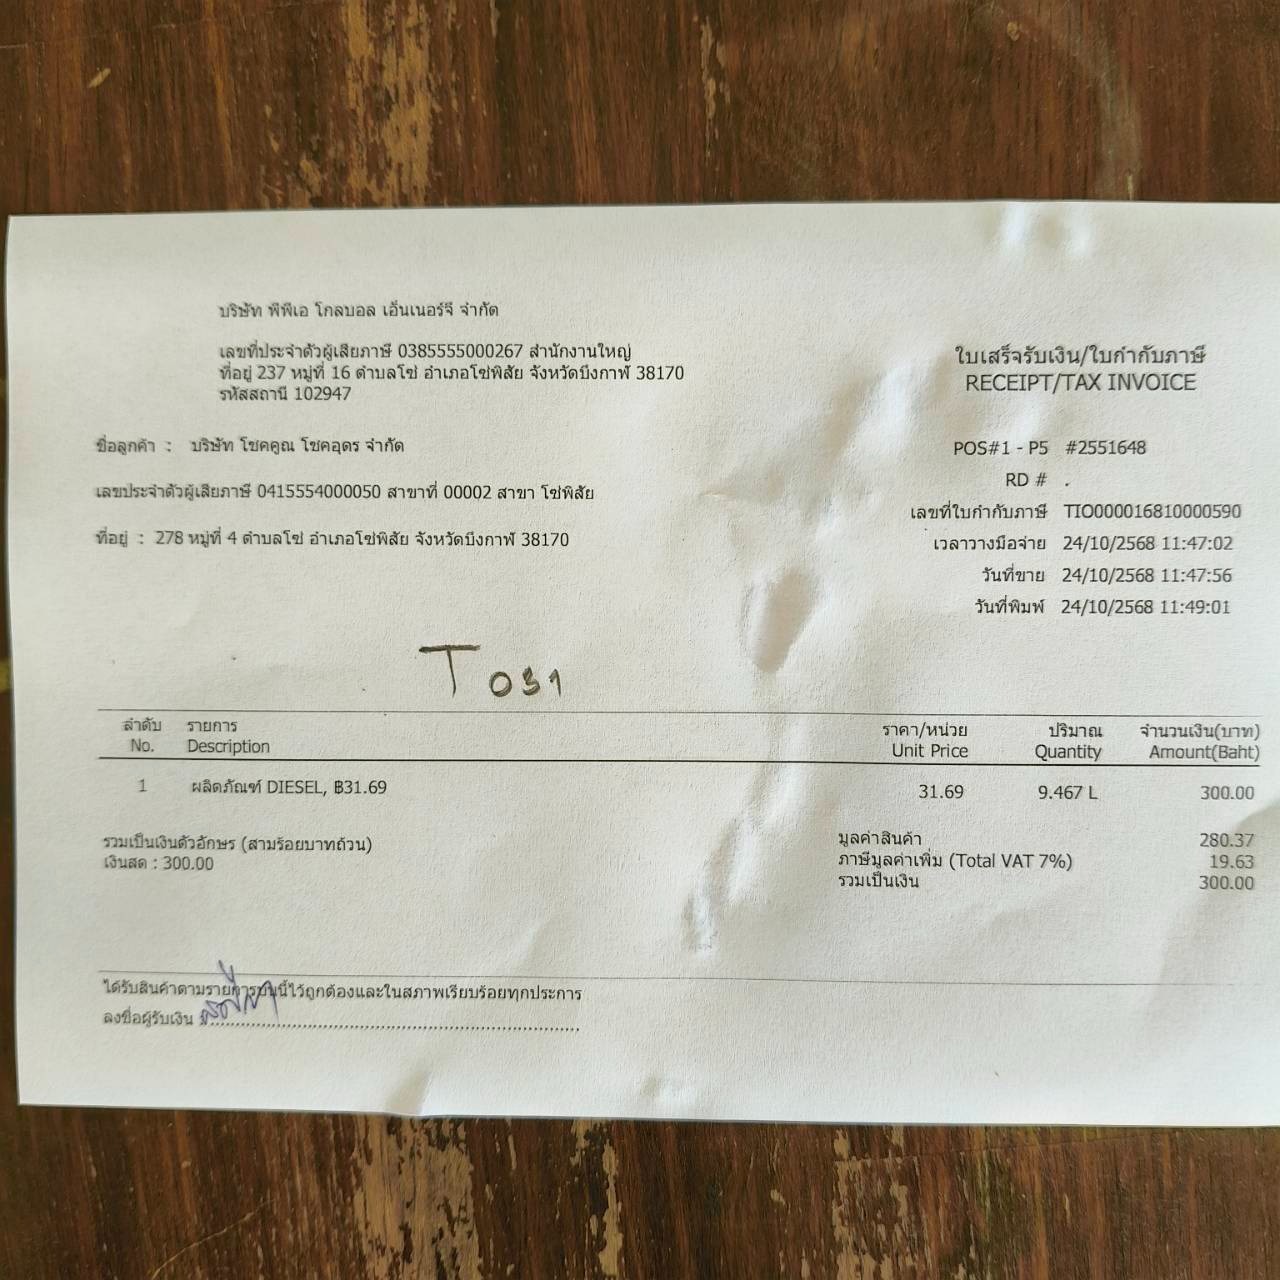 บริษัท พีพีเอ โกลบอล เอ็นเนอร์จี จำกัด
เลขที่ประจำตัวผู้เสียภาษี 0385555000267 สำนักงานใหญ่
ที่อยู่ 237 หมู่ที่ 16 ตำบลโซ่ อำเภอโซ่พิสัย จังหวัดบึงกาฬ 38170
รหัสสถานี 102947
ใบเสร็จรับเงิน/ใบกำกับภาษี
RECEIPT/TAX INVOICE
ชื่อลูกค้า : บริษัท โชคคูณ โชคอุดร จำกัด
เลขประจำตัวผู้เสียภาษี 0415554000050 สาขาที่ 00002 สาขา โซ่พิสัย
ที่อยู่ : 278 หมู่ที่ 4 ตำบลโซ่ อำเภอโซ่พิสัย จังหวัดบึงกาฬ 38170
POS#1 - P5 #2551648
RD # .
เลขที่ใบกำกับภาษี TIO000016810000590
เวลาวางมือจ่าย 24/10/2568 11:47:02
วันที่ขาย 24/10/2568 11:47:56
วันที่พิมพ์ 24/10/2568 11:49:01
T 031
ลำดับ รายการ ราคา/หน่วย ปริมาณ จำนวนเงิน(บาท)
No. Description Unit Price Quantity Amount(Baht)
1 ผลิตภัณฑ์ DIESEL, ฿31.69 31.69 9.467 L 300.00
รวมเป็นเงินตัวอักษร (สามร้อยบาทถ้วน)
เงินสด : 300.00
มูลค่าสินค้า 280.37
ภาษีมูลค่าเพิ่ม (Total VAT 7%) 19.63
รวมเป็นเงิน 300.00
ได้รับสินค้าตามรายการบนนี้ไว้ถูกต้องและในสภาพเรียบร้อยทุกประการ
ลงชื่อผู้รับเงิน